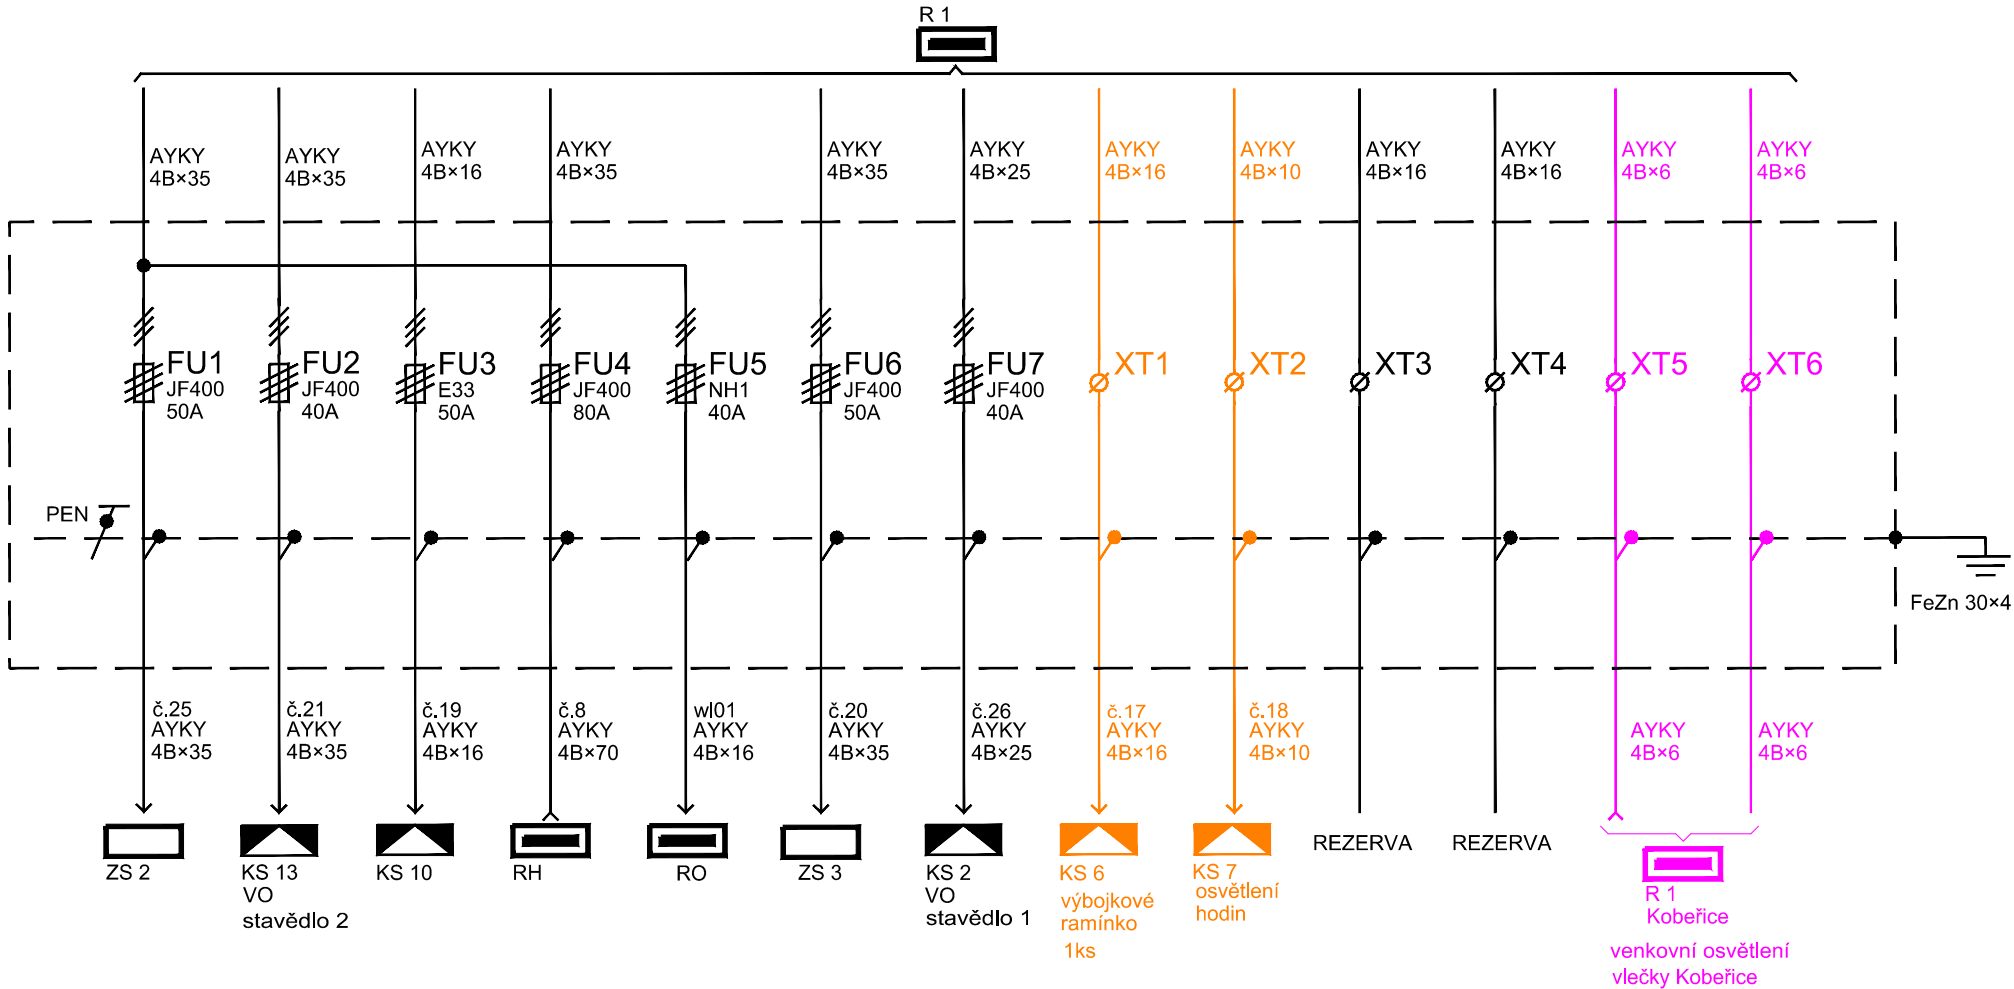 R 1
AYKY
4B×35
AYKY
4B×35
AYKY
4B×16
AYKY
4B×35
AYKY
4B×35
AYKY
4B×25
AYKY
4B×16
AYKY
4B×10
AYKY
4B×16
AYKY
4B×16
AYKY
4B×6
AYKY
4B×6
FU1
JF400
50A
FU2
JF400
40A
FU3
E33
50A
FU4
JF400
80A
FU5
NH1
40A
FU6
JF400
50A
FU7
JF400
40A
XT1
XT2
XT3
XT4
XT5
XT6
PEN
FeZn 30×4
č.25
AYKY
4B×35
č.21
AYKY
4B×35
č.19
AYKY
4B×16
č.8
AYKY
4B×70
wl01
AYKY
4B×16
č.20
AYKY
4B×35
č.26
AYKY
4B×25
č.17
AYKY
4B×16
č.18
AYKY
4B×10
AYKY
4B×6
AYKY
4B×6
ZS 2
KS 13
VO
stavědlo 2
KS 10
RH
RO
ZS 3
KS 2
VO
stavědlo 1
KS 6
výbojkové
ramínko
1ks
KS 7
osvětlení
hodin
REZERVA
REZERVA
R 1
Kobeřice
venkovní osvětlení
vlečky Kobeřice